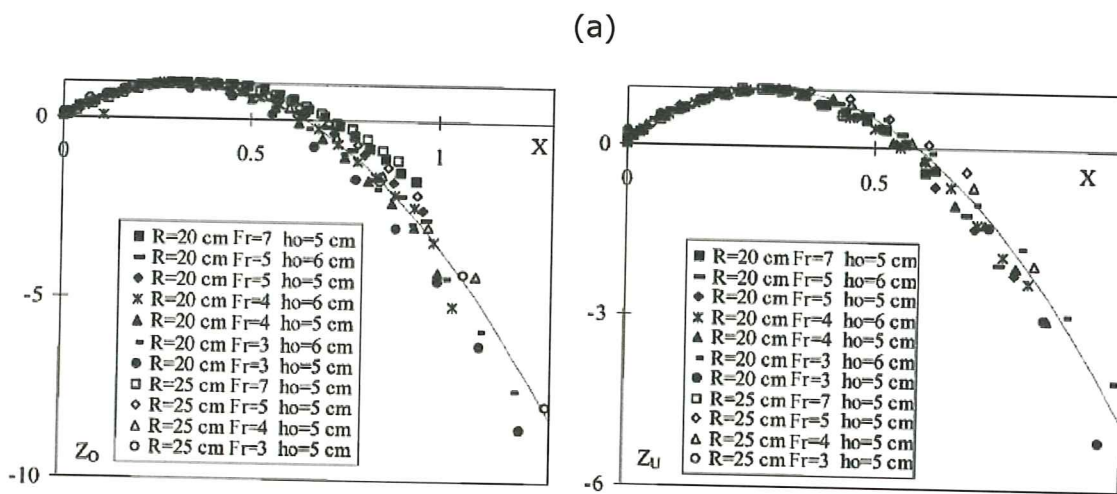 (a)
0
0 0.5 1 X
-5
R=20 cm Fr=7 ho=5 cm
R=20 cm Fr=5 ho=6 cm
R=20 cm Fr=5 ho=5 cm
R=20 cm Fr=4 ho=6 cm
R=20 cm Fr=4 ho=5 cm
R=20 cm Fr=3 ho=6 cm
R=20 cm Fr=3 ho=5 cm
R=25 cm Fr=7 ho=5 cm
R=25 cm Fr=5 ho=5 cm
R=25 cm Fr=4 ho=5 cm
R=25 cm Fr=3 ho=5 cm
Zo
-10
0
0 0.5 X
-3
R=20 cm Fr=7 ho=5 cm
R=20 cm Fr=5 ho=6 cm
R=20 cm Fr=5 ho=5 cm
R=20 cm Fr=4 ho=6 cm
R=20 cm Fr=4 ho=5 cm
R=20 cm Fr=3 ho=6 cm
R=20 cm Fr=3 ho=5 cm
R=25 cm Fr=7 ho=5 cm
R=25 cm Fr=5 ho=5 cm
R=25 cm Fr=4 ho=5 cm
R=25 cm Fr=3 ho=5 cm
ZU
-6